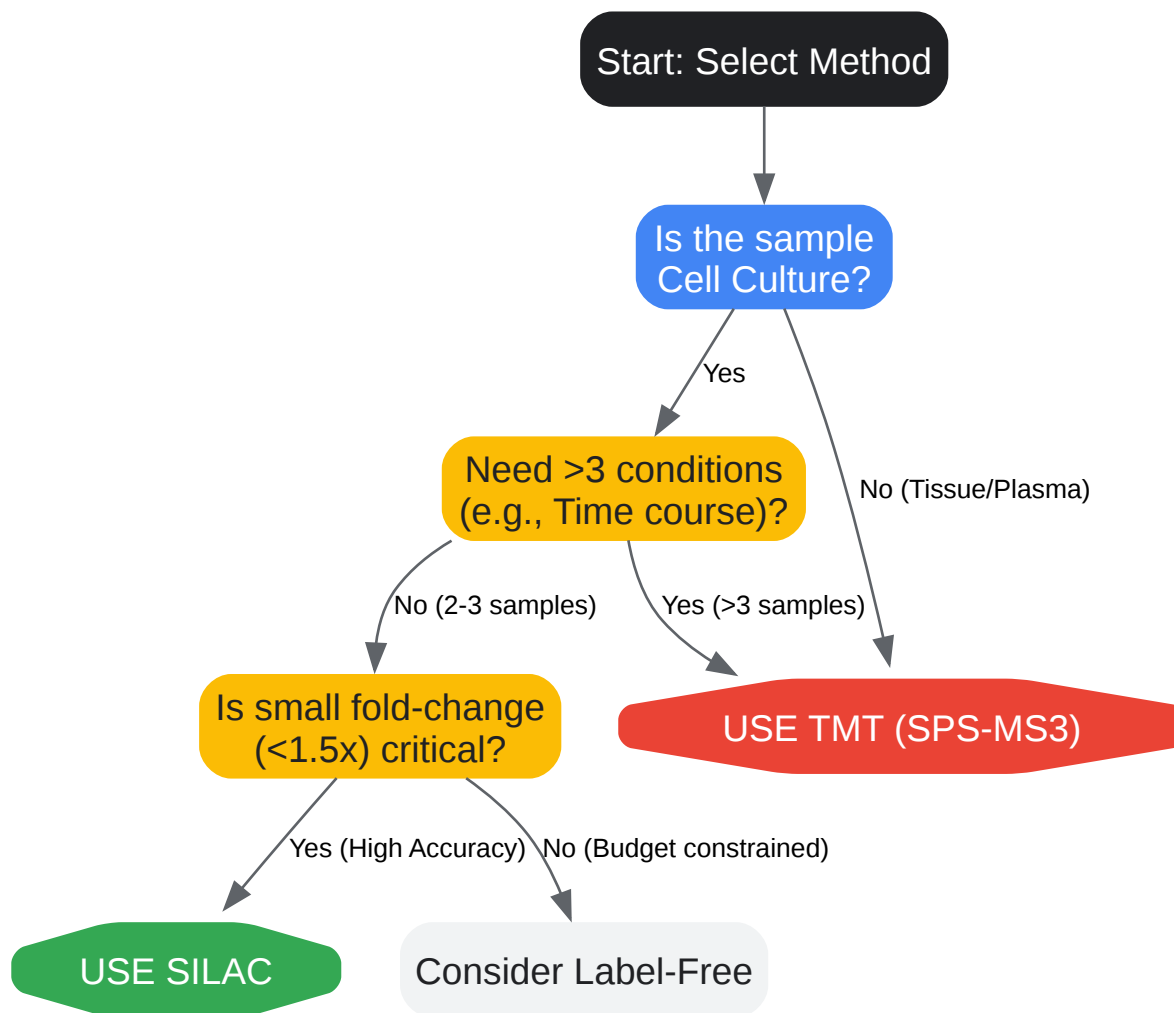 Start: Select Method
Is the sample
Cell Culture?
Yes
No (Tissue/Plasma)
Need >3 conditions
(e.g., Time course)?
No (2-3 samples)
Yes (>3 samples)
Is small fold-change
(<1.5x) critical?
USE TMT (SPS-MS3)
Yes (High Accuracy)
No (Budget constrained)
USE SILAC
Consider Label-Free